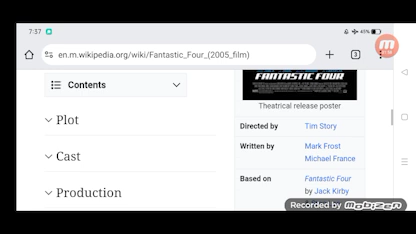 7:37
45%
en.m.wikipedia.org/wiki/Fantastic_Four_(2005_film)
3
Contents
FANTASTIC FOUR
Theatrical release poster
Plot
Directed by Tim Story
Written by Mark Frost
Michael France
Cast
Based on Fantastic Four
by Jack Kirby
Production
Recorded by Mobizen